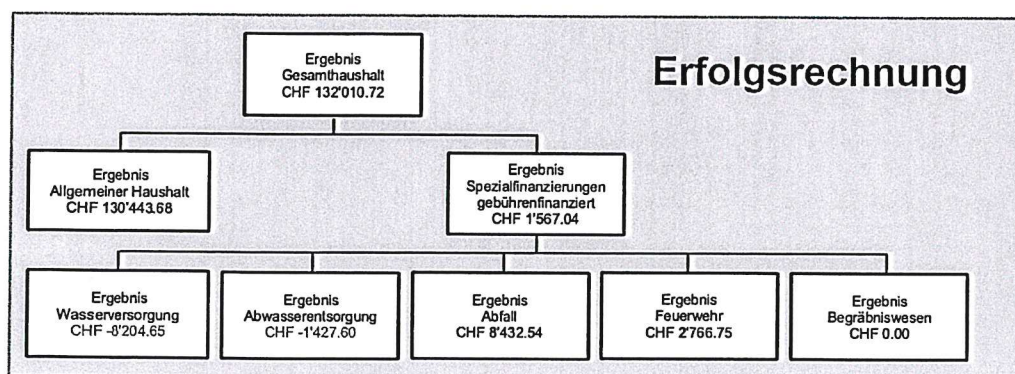 Erfolgsrechnung
Ergebnis
Gesamthaushalt
CHF 132'010.72
Ergebnis
Allgemeiner Haushalt
CHF 130'443.68
Ergebnis
Spezialfinanzierungen
gebührenfinanziert
CHF 1'567.04
Ergebnis
Wasserversorgung
CHF -8'204.65
Ergebnis
Abwasserentsorgung
CHF -1'427.60
Ergebnis
Abfall
CHF 8'432.54
Ergebnis
Feuerwehr
CHF 2'766.75
Ergebnis
Begräbniswesen
CHF 0.00